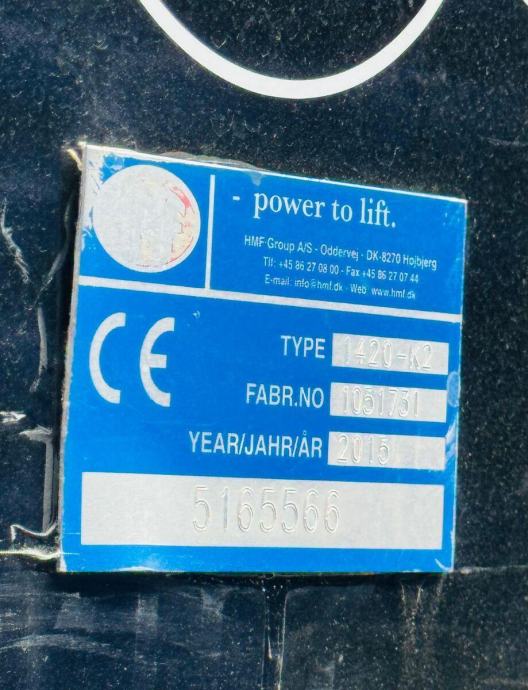 - power to lift.
HMF Group A/S - Oddervej - DK-8270 Højbjerg
Tlf: +45 86 27 08 00 - Fax +45 86 27 07 44
E-mail: info@hmf.dk - Web: www.hmf.dk
CE
TYPE 1420-K2
FABR.NO 1051731
YEAR/JAHR/ÅR 2015
5165566